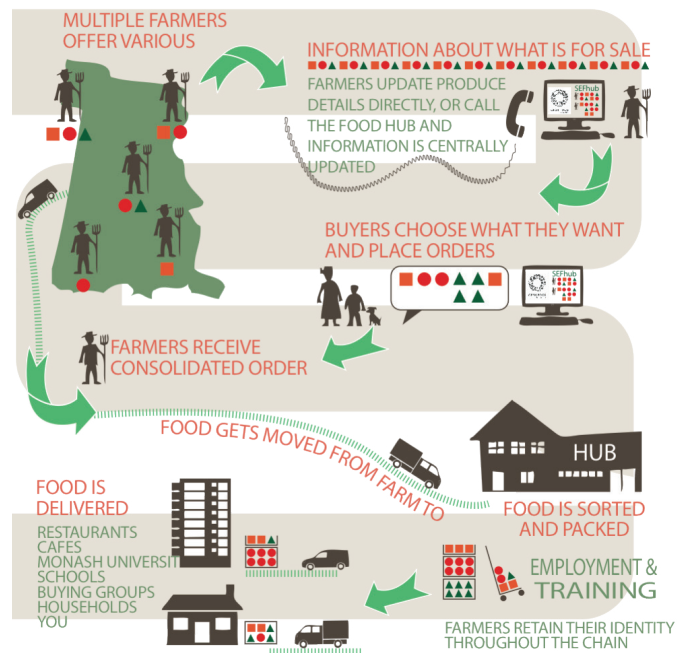 MULTIPLE FARMERS
OFFER VARIOUS
INFORMATION ABOUT WHAT IS FOR SALE
FARMERS UPDATE PRODUCE
DETAILS DIRECTLY, OR CALL
THE FOOD HUB AND
INFORMATION IS CENTRALLY
UPDATED
SEFhub
BUYERS CHOOSE WHAT THEY WANT
AND PLACE ORDERS
SEFhub
FARMERS RECEIVE
CONSOLIDATED ORDER
FOOD GETS MOVED FROM FARM TO
HUB
FOOD IS SORTED
AND PACKED
FOOD IS
DELIVERED
RESTAURANTS
CAFES
MONASH UNIVERSIT
SCHOOLS
BUYING GROUPS
HOUSEHOLDS
YOU
EMPLOYMENT &
TRAINING
FARMERS RETAIN THEIR IDENTITY
THROUGHOUT THE CHAIN